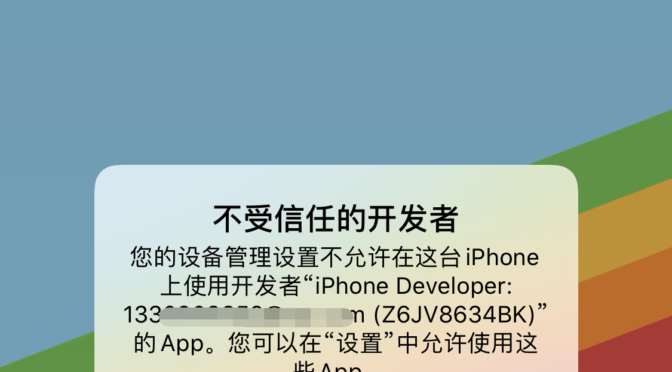 不受信任的开发者
您的设备管理设置不允许在这台 iPhone
上使用开发者“iPhone Developer:
133 m (Z6JV8634BK)”
的 App。您可以在“设置”中允许使用这
些 App